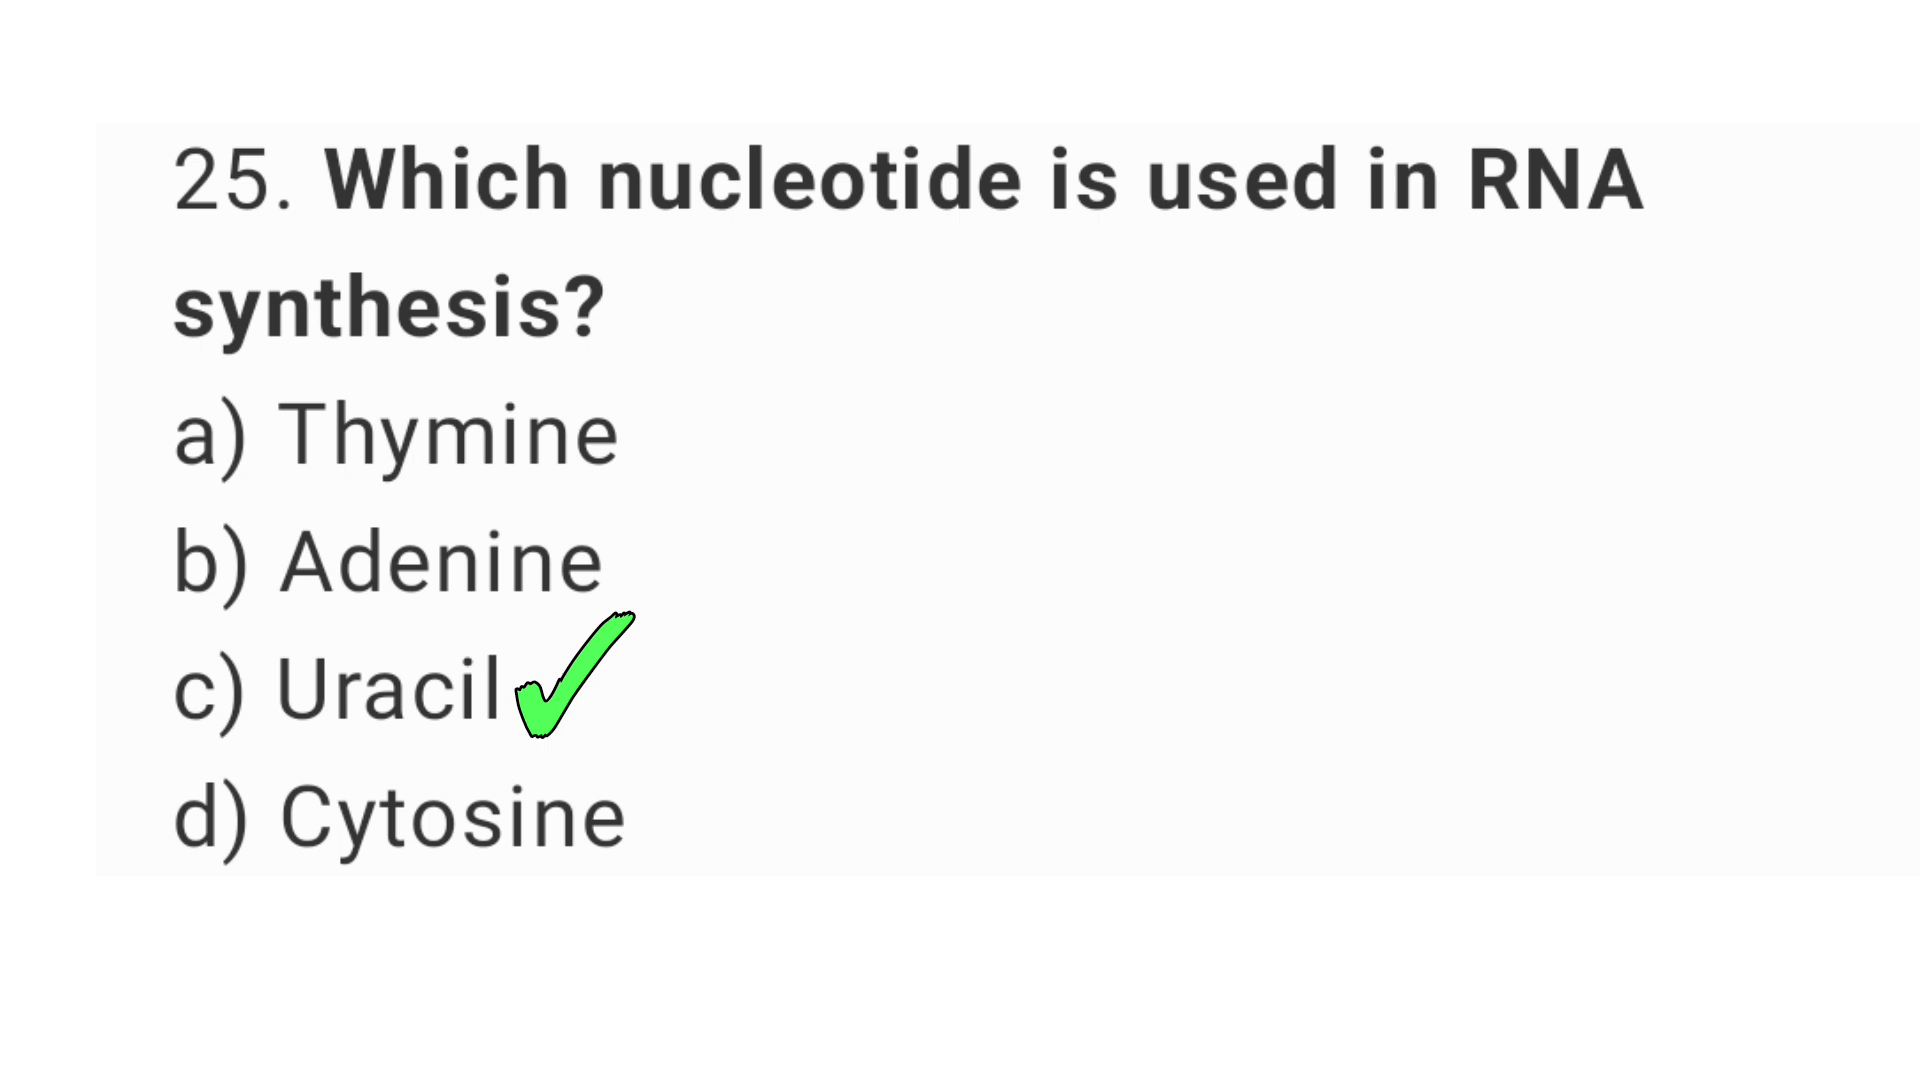 25. Which nucleotide is used in RNA
synthesis?
a) Thymine
b) Adenine
c) Uracil
d) Cytosine